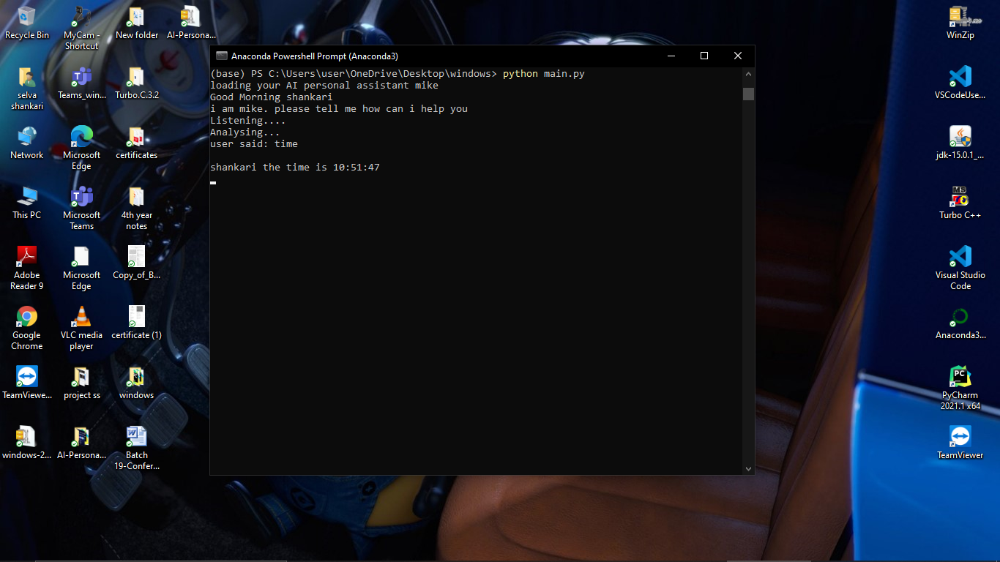 Recycle Bin
MyCam -
Shortcut
New folder
AI-Persona...
WinZip
Anaconda Powershell Prompt (Anaconda3)
(base) PS C:\Users\user\OneDrive\Desktop\windows> python main.py
loading your AI personal assistant mike
Good Morning shankari
i am mike. please tell me how can i help you
Listening....
Analysing...
user said: time
shankari the time is 10:51:47
selva
shankari
Teams_win...
Turbo.C.3.2
VSCodeUse...
Network
Microsoft
Edge
certificates
jdk-15.0.1_...
This PC
Microsoft
Teams
4th year
notes
MS
Turbo C++
Adobe
Reader 9
Microsoft
Edge
Copy_of_B...
Visual Studio
Code
Google
Chrome
VLC media
player
certificate (1)
Anaconda3...
TeamViewe...
project ss
windows
PC
PyCharm
2021.1 x64
windows-2...
AI-Persona...
Batch
19-Confer...
TeamViewer